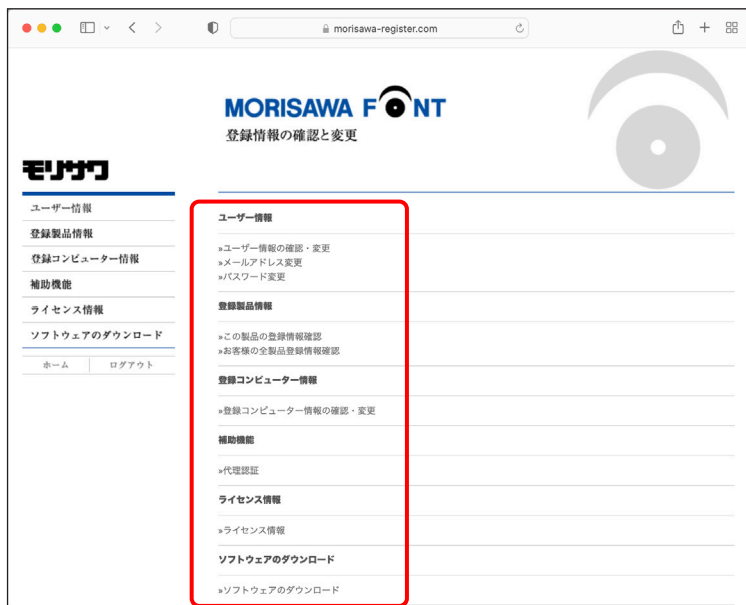 morisawa-register.com
MORISAWA FONT
登録情報の確認と変更
モリサワ
ユーザー情報
登録製品情報
登録コンピューター情報
補助機能
ライセンス情報
ソフトウェアのダウンロード
ホーム ログアウト
ユーザー情報
»ユーザー情報の確認・変更
»メールアドレス変更
»パスワード変更
登録製品情報
»この製品の登録情報確認
»お客様の全製品登録情報確認
登録コンピューター情報
»登録コンピューター情報の確認・変更
補助機能
»代理認証
ライセンス情報
»ライセンス情報
ソフトウェアのダウンロード
»ソフトウェアのダウンロード